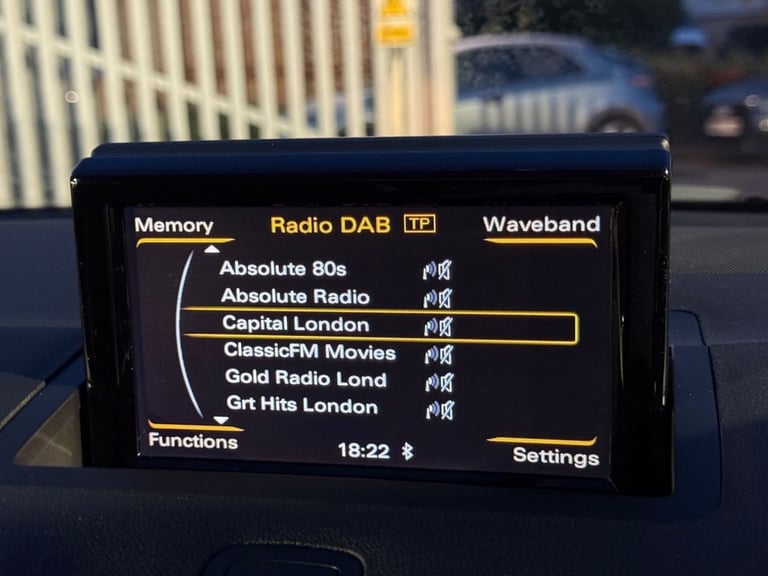 Memory Radio DAB TP Waveband
Absolute 80s
Absolute Radio
Capital London
ClassicFM Movies
Gold Radio Lond
Grt Hits London
Functions 18:22 Settings